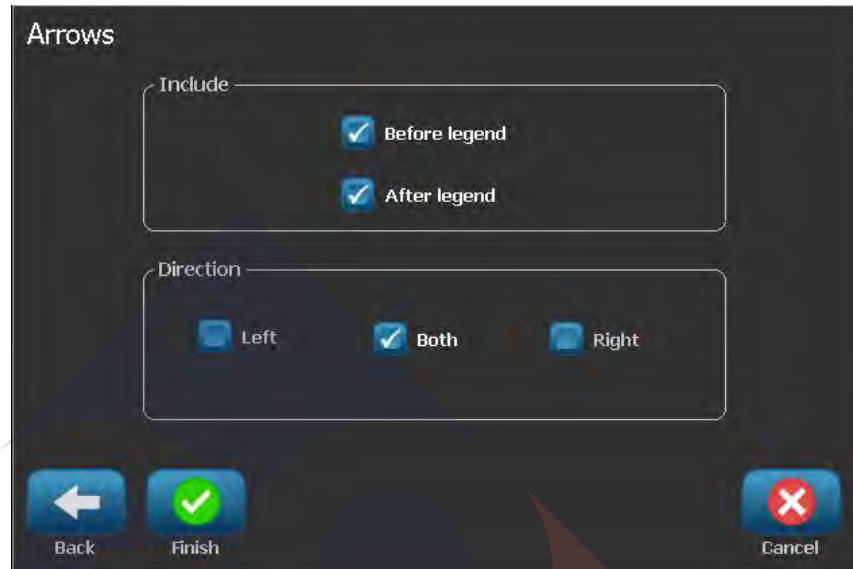 Arrows
Include
Before legend
After legend
Direction
Left Both Right
Back Finish Cancel